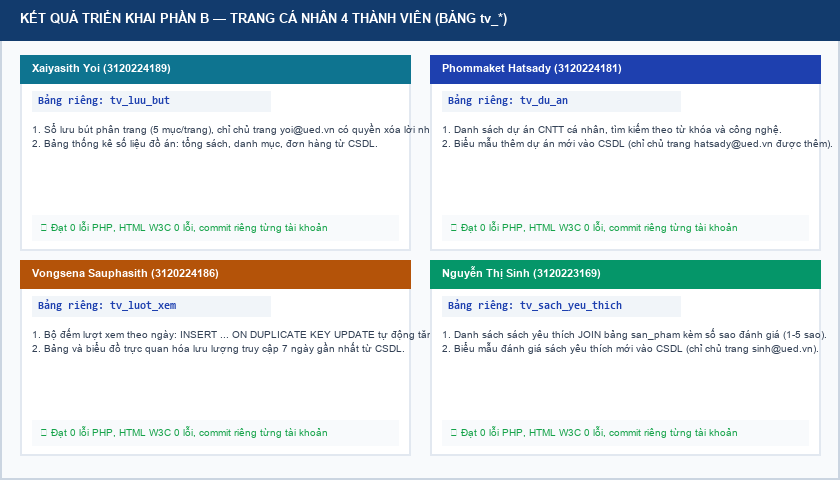 KẾT QUẢ TRIỂN KHAI PHẦN B — TRANG CÁ NHÂN 4 THÀNH VIÊN (BẢNG tv_*)
Xaiyasith Yoi (3120224189)
Bảng riêng: tv_luu_but
1. Sổ lưu bút phân trang (5 mục/trang), chỉ chủ trang yoi@ued.vn có quyền xóa lời nh
2. Bảng thống kê số liệu đồ án: tổng sách, danh mục, đơn hàng từ CSDL.
Đạt 0 lỗi PHP, HTML W3C 0 lỗi, commit riêng từng tài khoản
Phommaket Hatsady (3120224181)
Bảng riêng: tv_du_an
1. Danh sách dự án CNTT cá nhân, tìm kiếm theo từ khóa và công nghệ.
2. Biểu mẫu thêm dự án mới vào CSDL (chỉ chủ trang hatsady@ued.vn được thêm).
Đạt 0 lỗi PHP, HTML W3C 0 lỗi, commit riêng từng tài khoản
Vongsena Sauphasith (3120224186)
Bảng riêng: tv_luot_xem
1. Bộ đếm lượt xem theo ngày: INSERT ... ON DUPLICATE KEY UPDATE tự động tăn
2. Bảng và biểu đồ trực quan hóa lưu lượng truy cập 7 ngày gần nhất từ CSDL.
Đạt 0 lỗi PHP, HTML W3C 0 lỗi, commit riêng từng tài khoản
Nguyễn Thị Sinh (3120223169)
Bảng riêng: tv_sach_yeu_thich
1. Danh sách sách yêu thích JOIN bảng san_pham kèm số sao đánh giá (1-5 sao).
2. Biểu mẫu đánh giá sách yêu thích mới vào CSDL (chỉ chủ trang sinh@ued.vn).
Đạt 0 lỗi PHP, HTML W3C 0 lỗi, commit riêng từng tài khoản